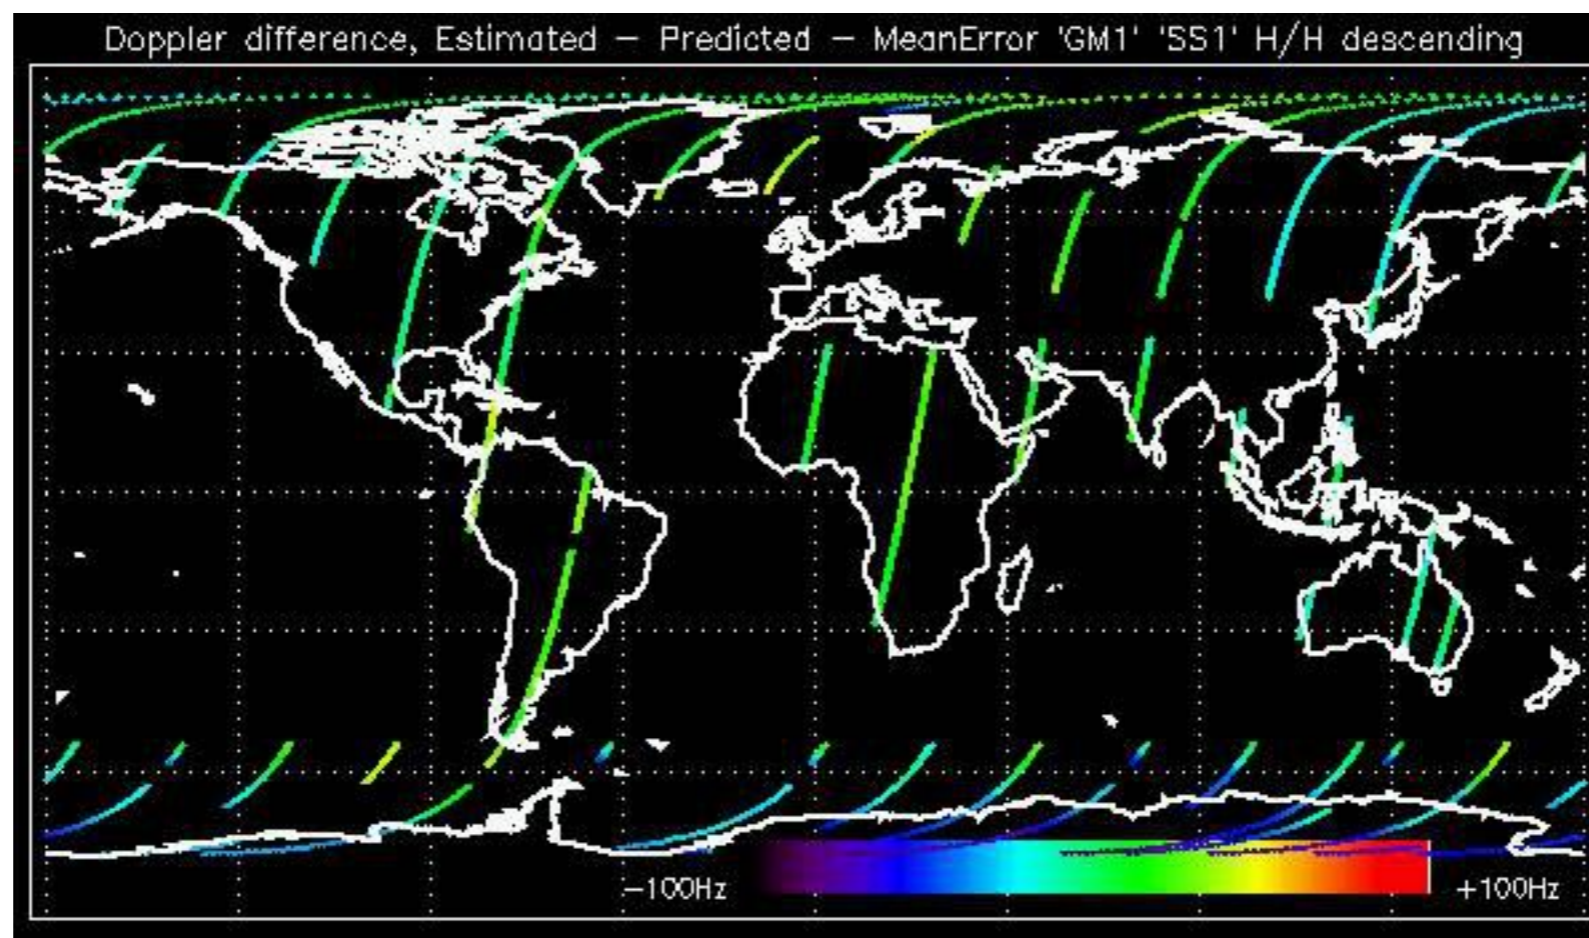 Doppler difference, Estimated – Predicted – MeanError 'GM1' 'SS1' H/H descending
–100Hz +100Hz